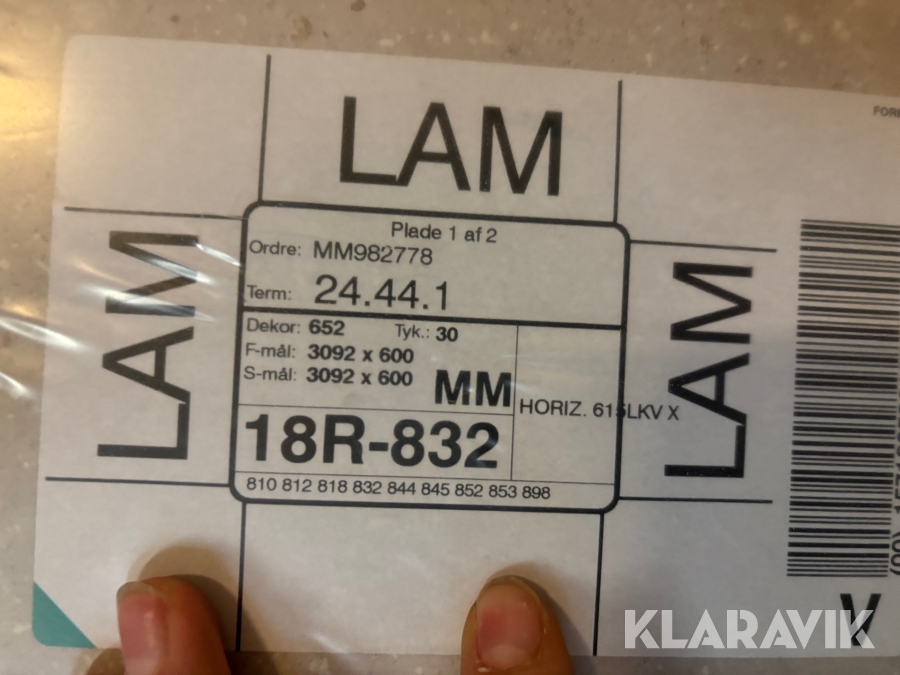 LAM
FOR
Plade 1 af 2
Ordre: MM982778
Term: 24.44.1
LAM
LAM
Dekor: 652 Tyk.: 30
F-mål: 3092 x 600
S-mål: 3092 x 600 MM
HORIZ. 615LKV X
18R-832
810 812 818 832 844 845 852 853 898
V
KLARAVIK